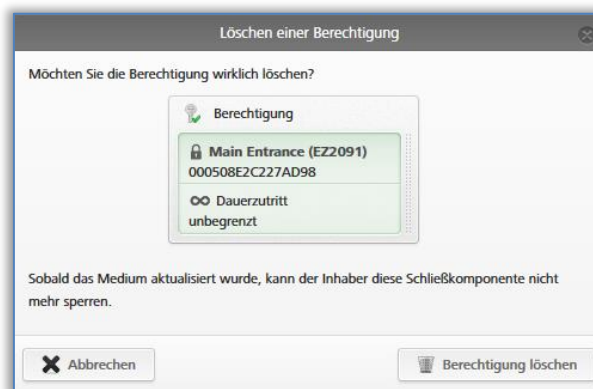 Löschen einer Berechtigung
Möchten Sie die Berechtigung wirklich löschen?
Berechtigung
Main Entrance (EZ2091)
000508E2C227AD98
Dauerzutritt
unbegrenzt
Sobald das Medium aktualisiert wurde, kann der Inhaber diese Schließkomponente nicht
mehr sperren.
Abbrechen
Berechtigung löschen